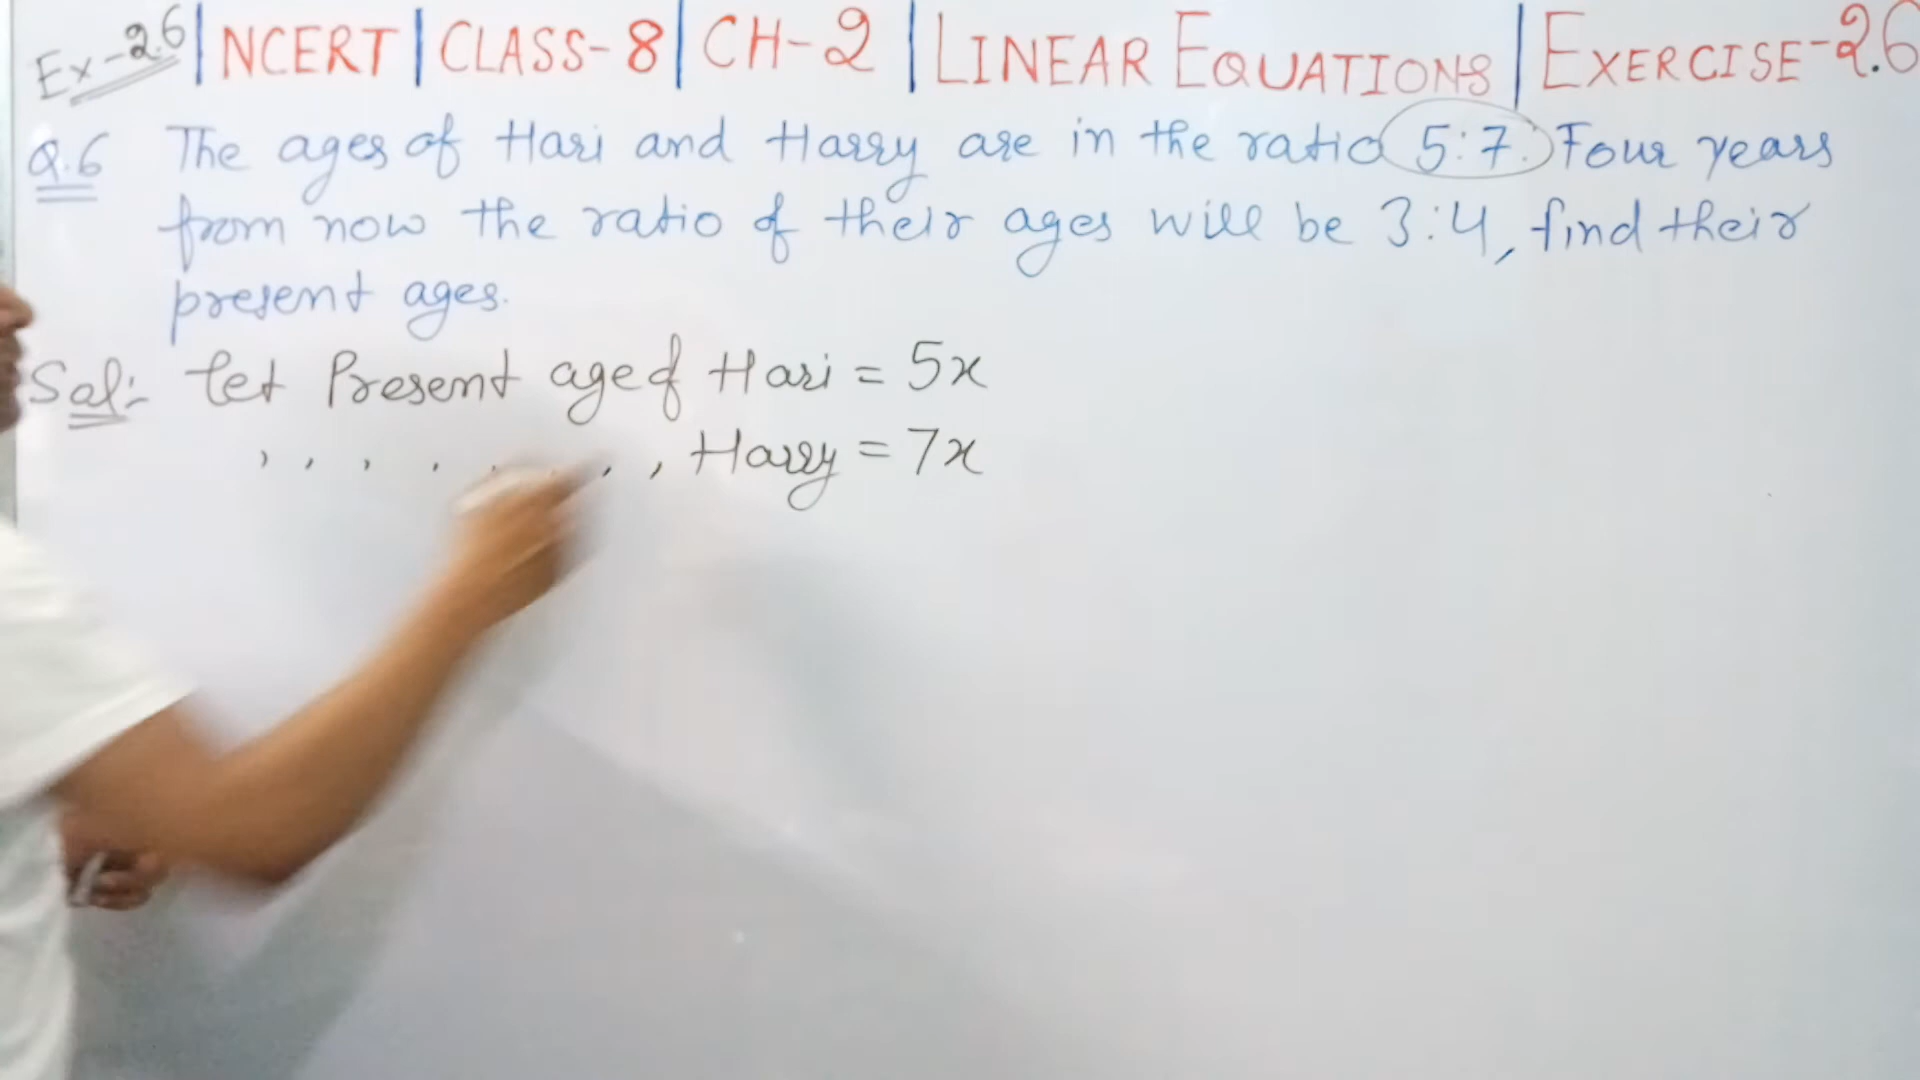 Ex-2.6 | NCERT | CLASS-8 | CH-2 | LINEAR EQUATIONS | EXERCISE-2.6
Q.6 The ages of Hari and Harry are in the ratio 5:7. Four years
from now the ratio of their ages will be 3:4, find their
present ages.
Sol:- Let Present age of Hari = 5x
, , , , , , , , Harry = 7x